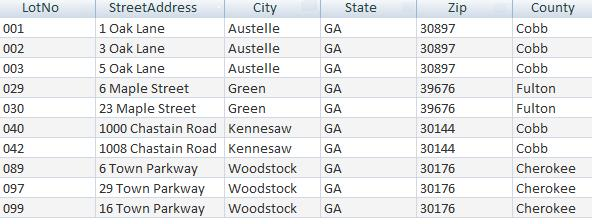 LotNo StreetAddress City State Zip County
001 1 Oak Lane Austelle GA 30897 Cobb
002 3 Oak Lane Austelle GA 30897 Cobb
003 5 Oak Lane Austelle GA 30897 Cobb
029 6 Maple Street Green GA 39676 Fulton
030 23 Maple Street Green GA 39676 Fulton
040 1000 Chastain Road Kennesaw GA 30144 Cobb
042 1008 Chastain Road Kennesaw GA 30144 Cobb
089 6 Town Parkway Woodstock GA 30176 Cherokee
097 29 Town Parkway Woodstock GA 30176 Cherokee
099 16 Town Parkway Woodstock GA 30176 Cherokee